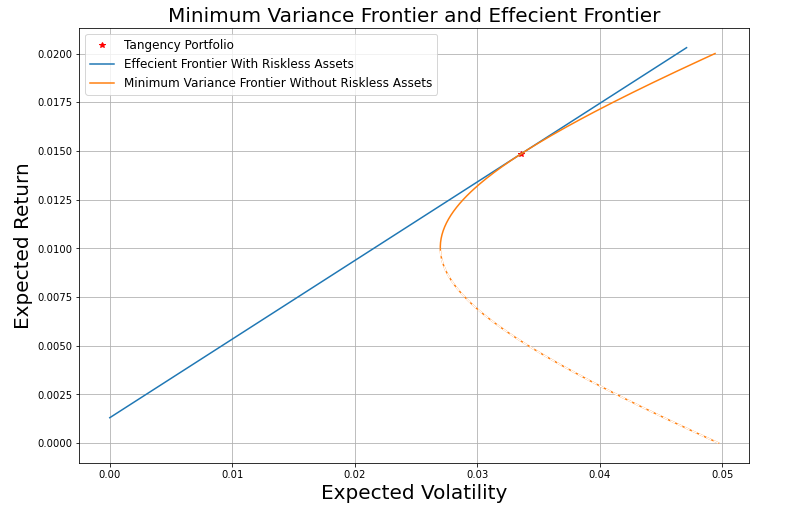 Minimum Variance Frontier and Effecient Frontier
Tangency Portfolio
Effecient Frontier With Riskless Assets
Minimum Variance Frontier Without Riskless Assets
Expected Return
0.0200
0.0175
0.0150
0.0125
0.0100
0.0075
0.0050
0.0025
0.0000
0.00 0.01 0.02 0.03 0.04 0.05
Expected Volatility